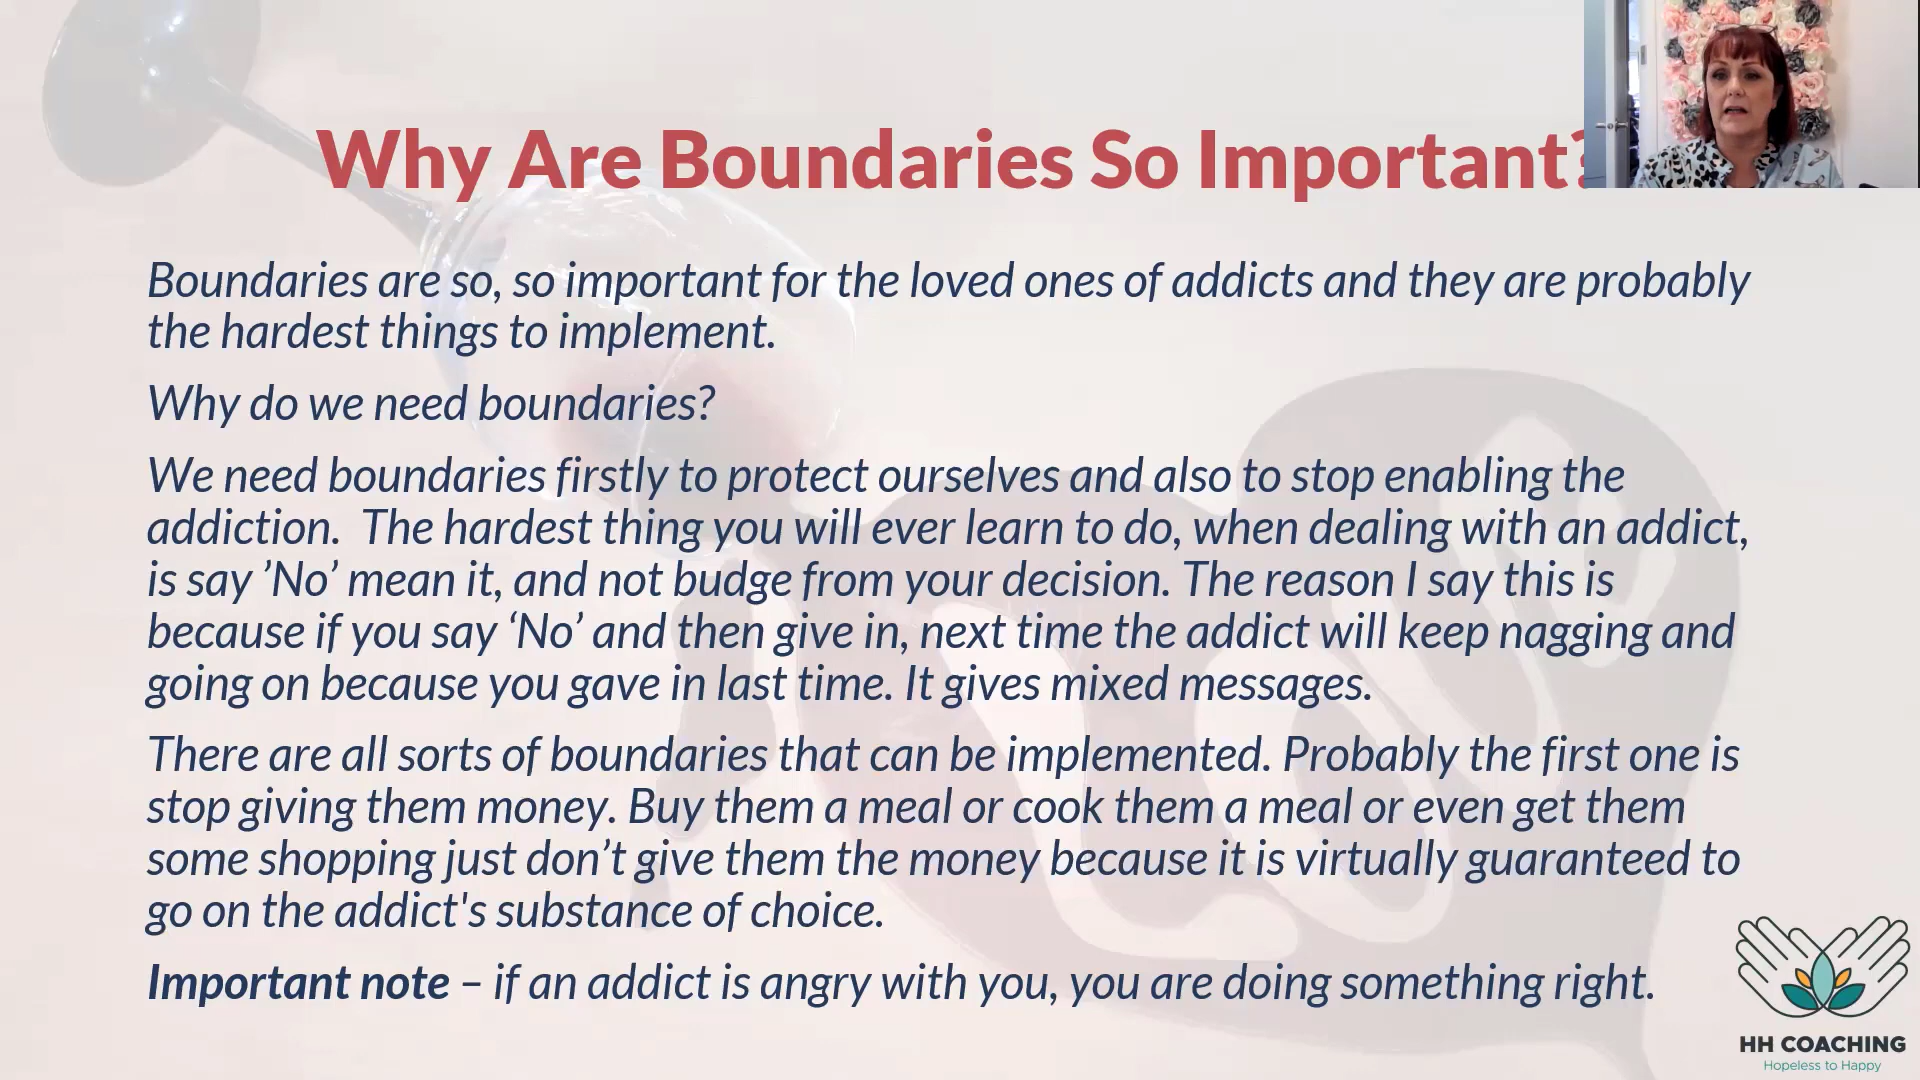 Why Are Boundaries So Important?
Boundaries are so, so important for the loved ones of addicts and they are probably
the hardest things to implement.
Why do we need boundaries?
We need boundaries firstly to protect ourselves and also to stop enabling the
addiction.  The hardest thing you will ever learn to do, when dealing with an addict,
is say ’No’ mean it, and not budge from your decision. The reason I say this is
because if you say ‘No’ and then give in, next time the addict will keep nagging and
going on because you gave in last time. It gives mixed messages.
There are all sorts of boundaries that can be implemented. Probably the first one is
stop giving them money. Buy them a meal or cook them a meal or even get them
some shopping just don’t give them the money because it is virtually guaranteed to
go on the addict's substance of choice.
Important note – if an addict is angry with you, you are doing something right.
Love
HH COACHING
Hopeless to Happy